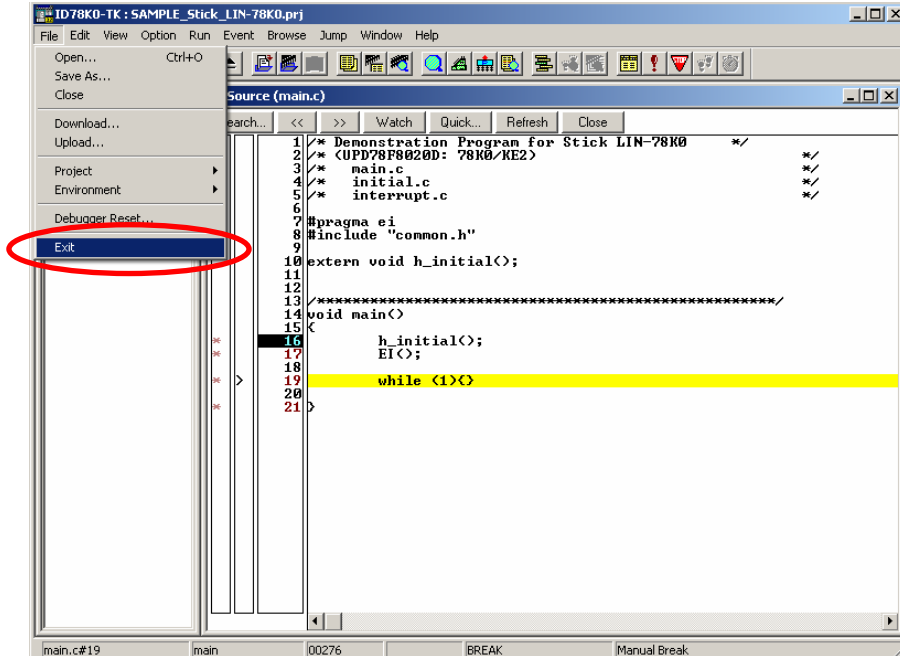 ID78K0-TK : SAMPLE_Stick_LIN-78K0.prj
File Edit View Option Run Event Browse Jump Window Help
Open... Ctrl+O
Save As...
Close
Download...
Upload...
Project
Environment
Debugger Reset...
Exit
Source (main.c)
earch... << >> Watch Quick... Refresh Close
1 /* Demonstration Program for Stick LIN-78K0 */
2 /* (UPD78F8020D: 78K0/KE2) */
3 /* main.c */
4 /* initial.c */
5 /* interrupt.c */
6
7 #pragma ei
8 #include "common.h"
9
10 extern void h_initial();
11
12
13 /*****************************************************/
14 void main()
15 {
* 16 h_initial();
* 17 EI();
18
* > 19 while (1){}
20
* 21 }
main.c#19 main 00276 BREAK Manual Break